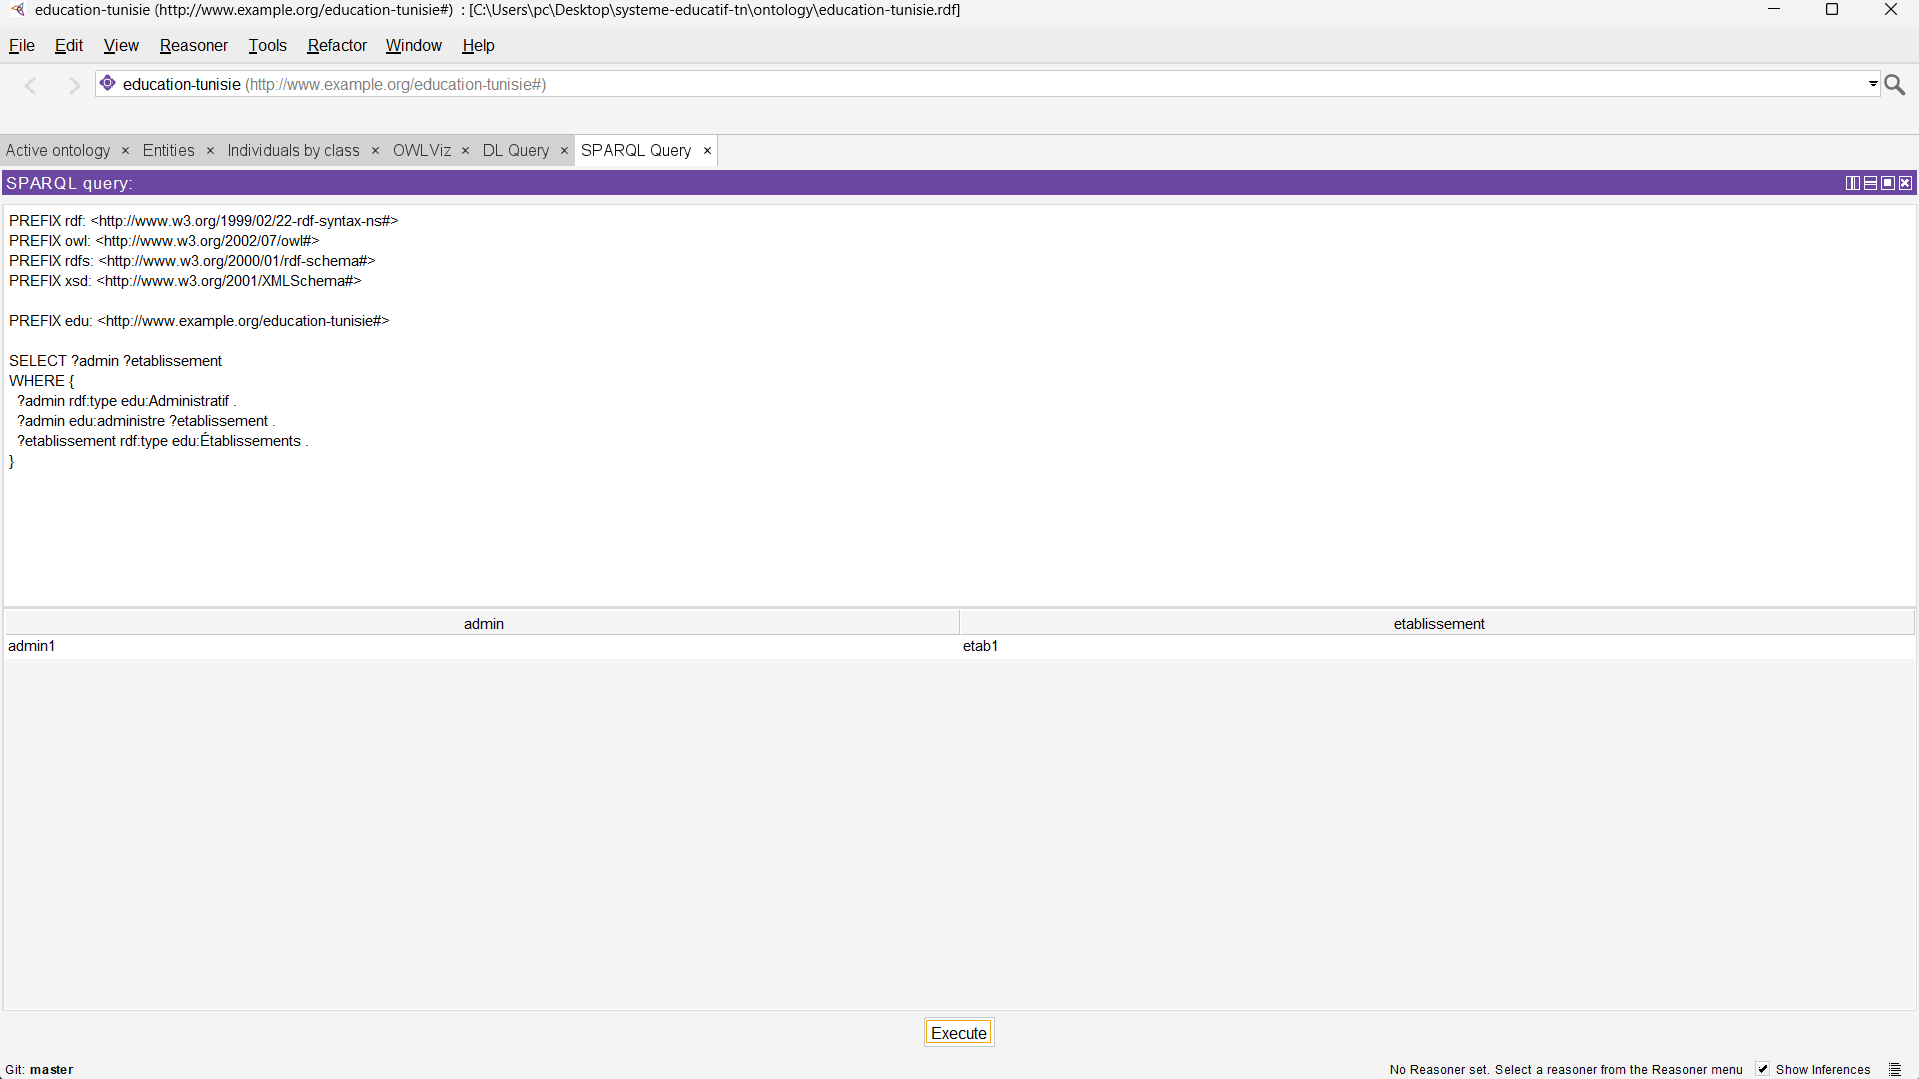 education-tunisie (http://www.example.org/education-tunisie#) : [C:\Users\pc\Desktop\systeme-educatif-tn\ontology\education-tunisie.rdf]
File Edit View Reasoner Tools Refactor Window Help
education-tunisie (http://www.example.org/education-tunisie#)
Active ontology × Entities × Individuals by class × OWLViz × DL Query × SPARQL Query ×
SPARQL query:
PREFIX rdf: <http://www.w3.org/1999/02/22-rdf-syntax-ns#>
PREFIX owl: <http://www.w3.org/2002/07/owl#>
PREFIX rdfs: <http://www.w3.org/2000/01/rdf-schema#>
PREFIX xsd: <http://www.w3.org/2001/XMLSchema#>
PREFIX edu: <http://www.example.org/education-tunisie#>
SELECT ?admin ?etablissement
WHERE {
?admin rdf:type edu:Administratif .
?admin edu:administre ?etablissement .
?etablissement rdf:type edu:Établissements .
}
admin etablissement
admin1 etab1
Execute
Git: master No Reasoner set. Select a reasoner from the Reasoner menu Show Inferences